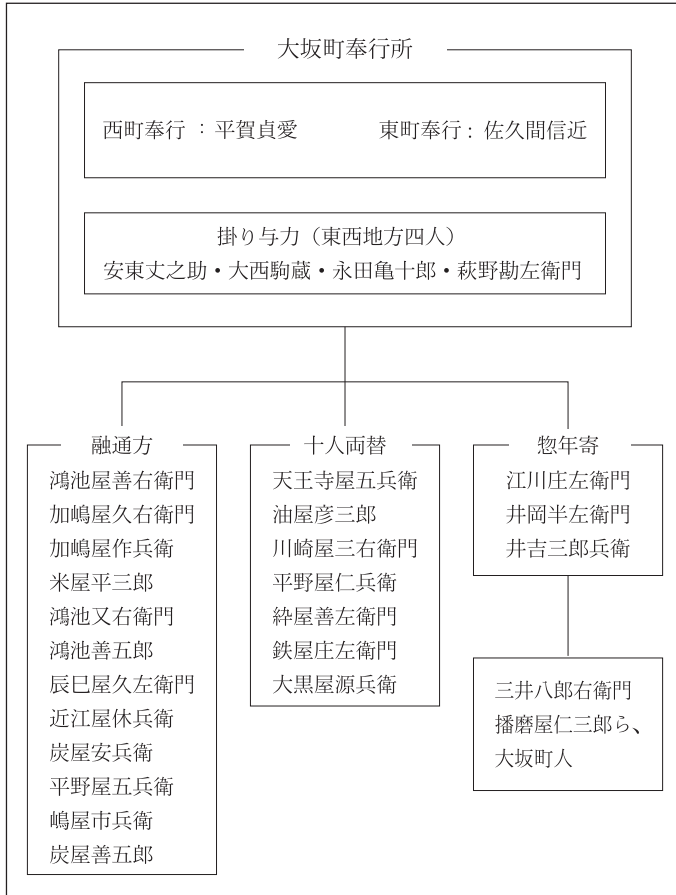 大坂町奉行所
西町奉行：平賀貞愛
東町奉行：佐久間信近
掛り与力（東西地方四人）
安東丈之助・大西駒蔵・永田亀十郎・萩野勘左衛門
融通方
鴻池屋善右衛門
加嶋屋久右衛門
加嶋屋作兵衛
米屋平三郎
鴻池又右衛門
鴻池善五郎
辰巳屋久左衛門
近江屋休兵衛
炭屋安兵衛
平野屋五兵衛
嶋屋市兵衛
炭屋善五郎
十人両替
天王寺屋五兵衛
油屋彦三郎
川崎屋三右衛門
平野屋仁兵衛
粋屋善左衛門
鉄屋庄左衛門
大黒屋源兵衛
惣年寄
江川庄左衛門
井岡半左衛門
井吉三郎兵衛
三井八郎右衛門
播磨屋仁三郎ら、
大坂町人